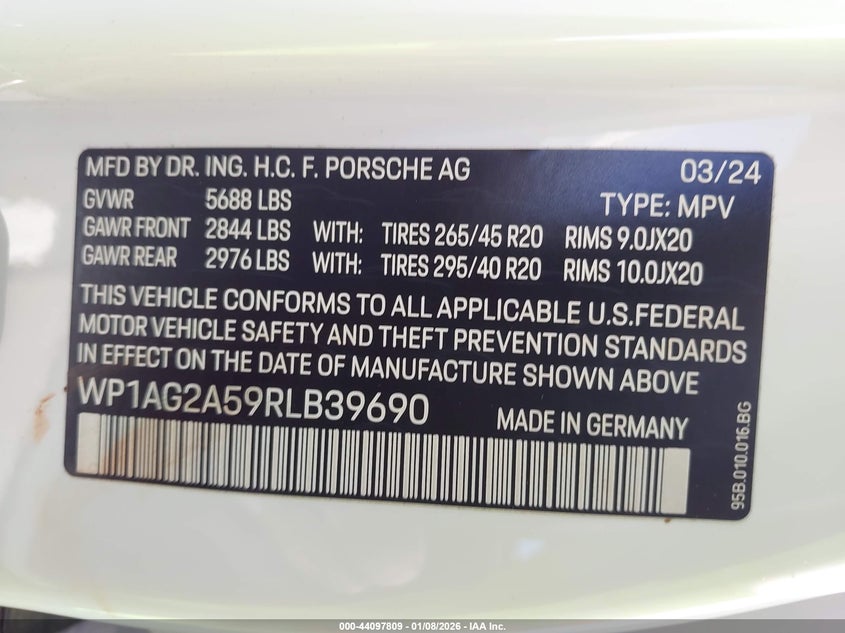 MFD BY DR. ING. H.C. F. PORSCHE AG 03/24
GVWR 5688 LBS TYPE: MPV
GAWR FRONT 2844 LBS WITH: TIRES 265/45 R20 RIMS 9.0JX20
GAWR REAR 2976 LBS WITH: TIRES 295/40 R20 RIMS 10.0JX20
THIS VEHICLE CONFORMS TO ALL APPLICABLE U.S.FEDERAL
MOTOR VEHICLE SAFETY AND THEFT PREVENTION STANDARDS
IN EFFECT ON THE DATE OF MANUFACTURE SHOWN ABOVE
WP1AG2A59RLB39690 MADE IN GERMANY
95B.010.016.BG
000-44097809 - 01/08/2026 - IAA Inc.